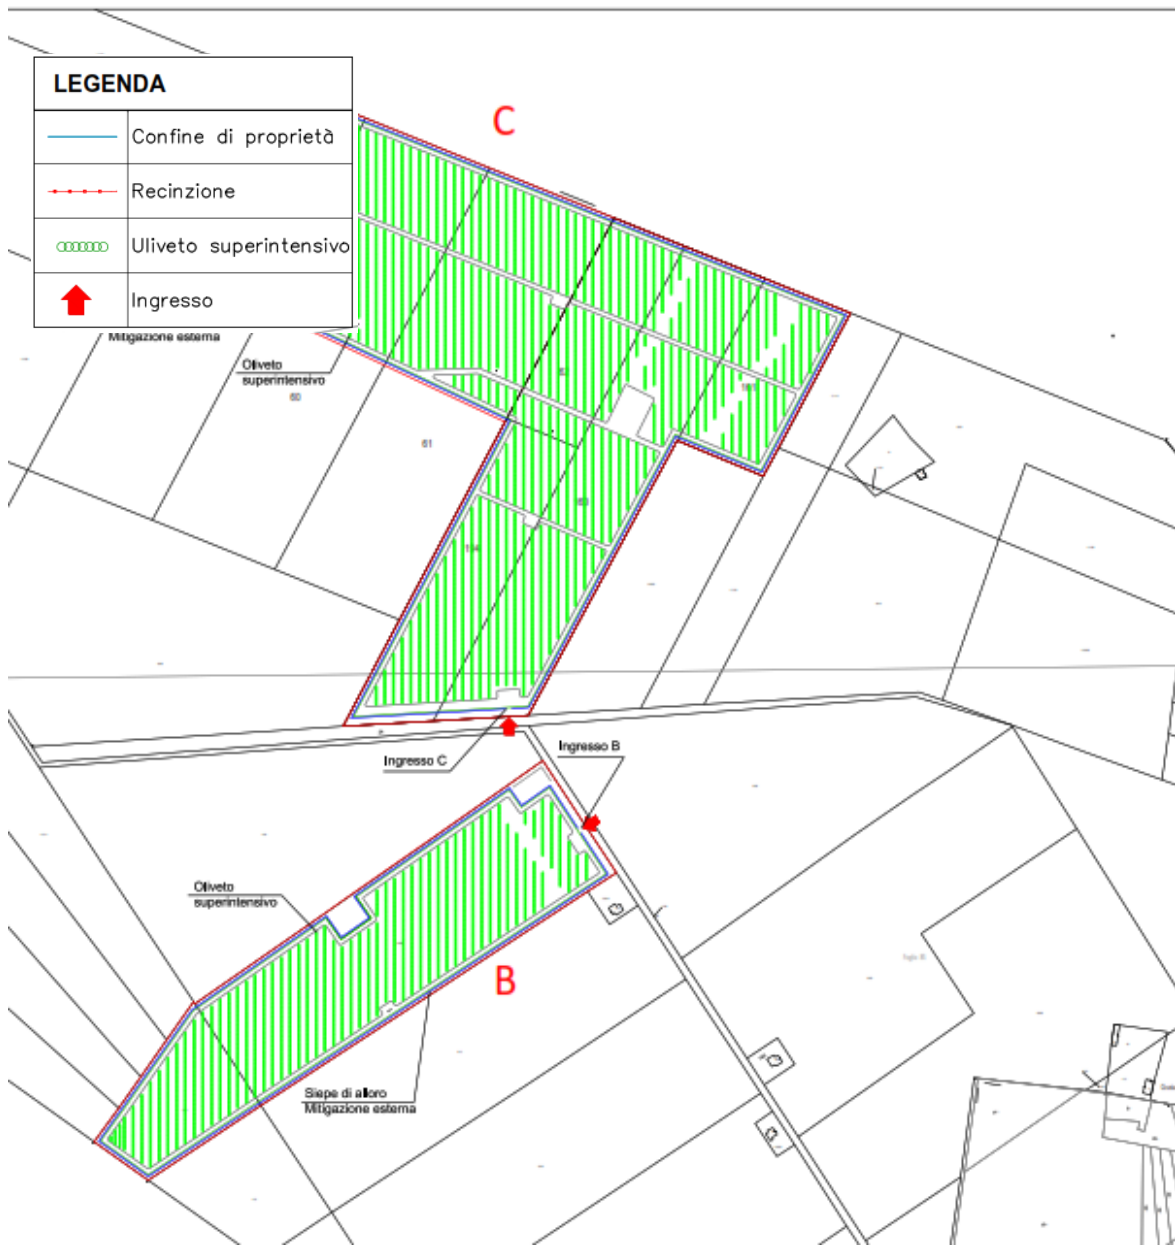 LEGENDA
Confine di proprietà
Recinzione
Uliveto superintensivo
Ingresso
C
Mitigazione esterna
Oliveto
superintensivo
60
61
Ingresso C
Ingresso B
Oliveto
superintensivo
B
Siepe di alloro
Mitigazione esterna